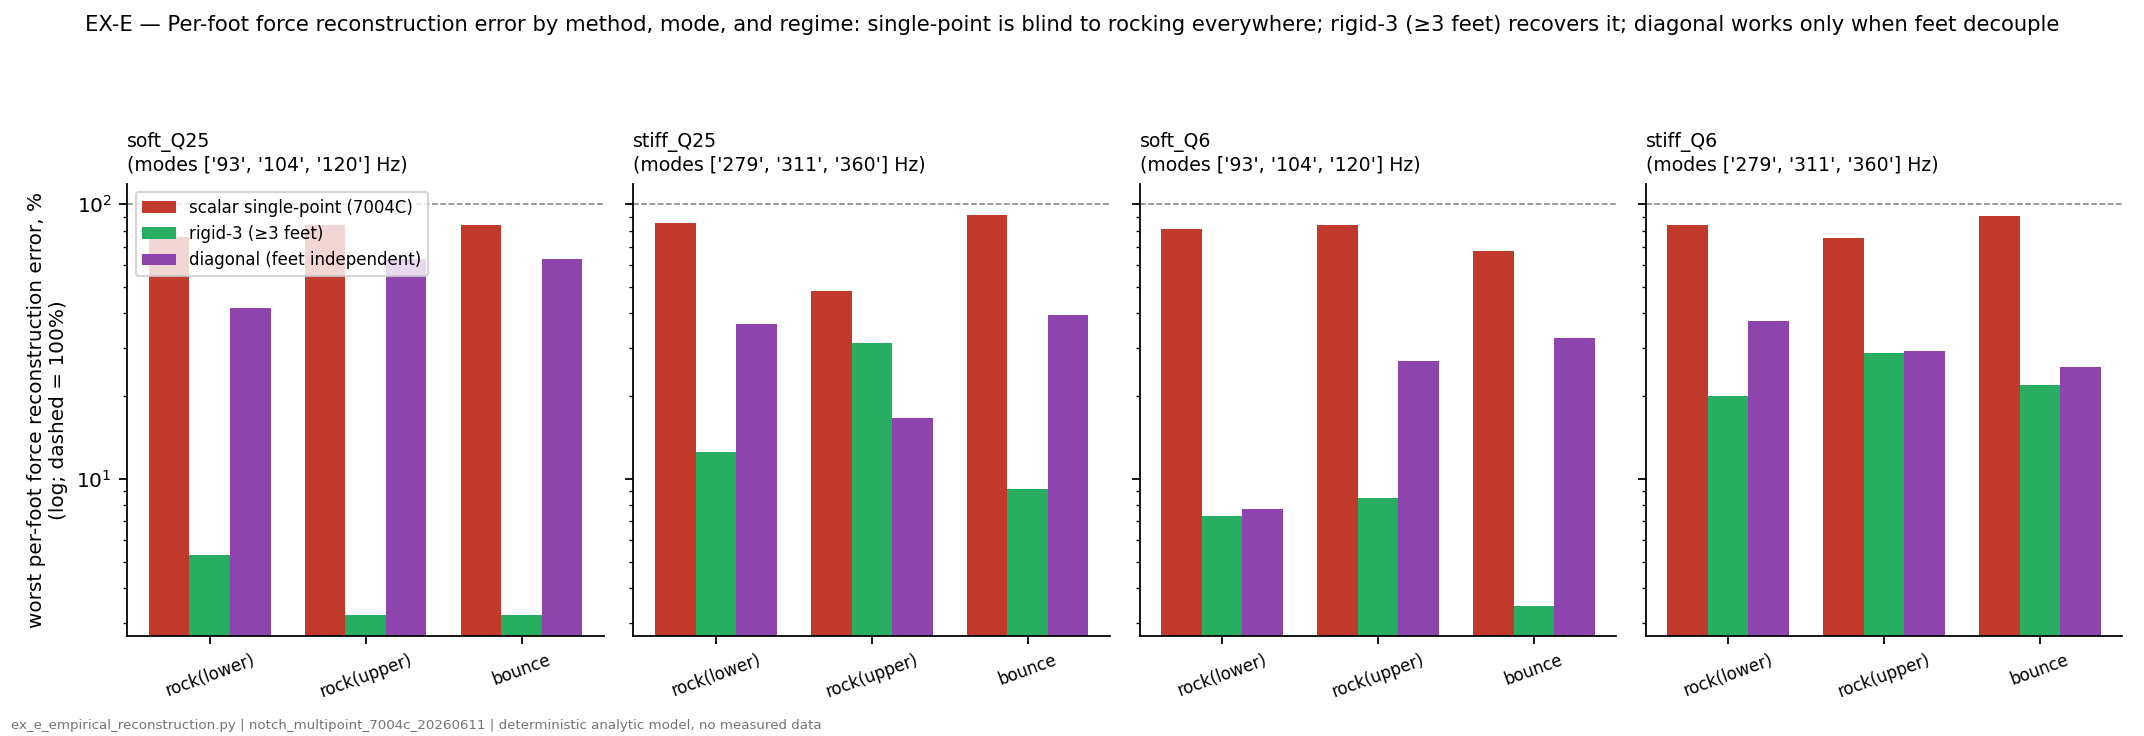 EX-E — Per-foot force reconstruction error by method, mode, and regime: single-point is blind to rocking everywhere; rigid-3 (≥3 feet) recovers it; diagonal works only when feet decouple
soft_Q25
(modes ['93', '104', '120'] Hz)
stiff_Q25
(modes ['279', '311', '360'] Hz)
soft_Q6
(modes ['93', '104', '120'] Hz)
stiff_Q6
(modes ['279', '311', '360'] Hz)
worst per-foot force reconstruction error, %
(log; dashed = 100%)
10²
10¹
scalar single-point (7004C)
rigid-3 (≥3 feet)
diagonal (feet independent)
rock(lower)
rock(upper)
bounce
rock(lower)
rock(upper)
bounce
rock(lower)
rock(upper)
bounce
rock(lower)
rock(upper)
bounce
ex_e_empirical_reconstruction.py | notch_multipoint_7004c_20260611 | deterministic analytic model, no measured data